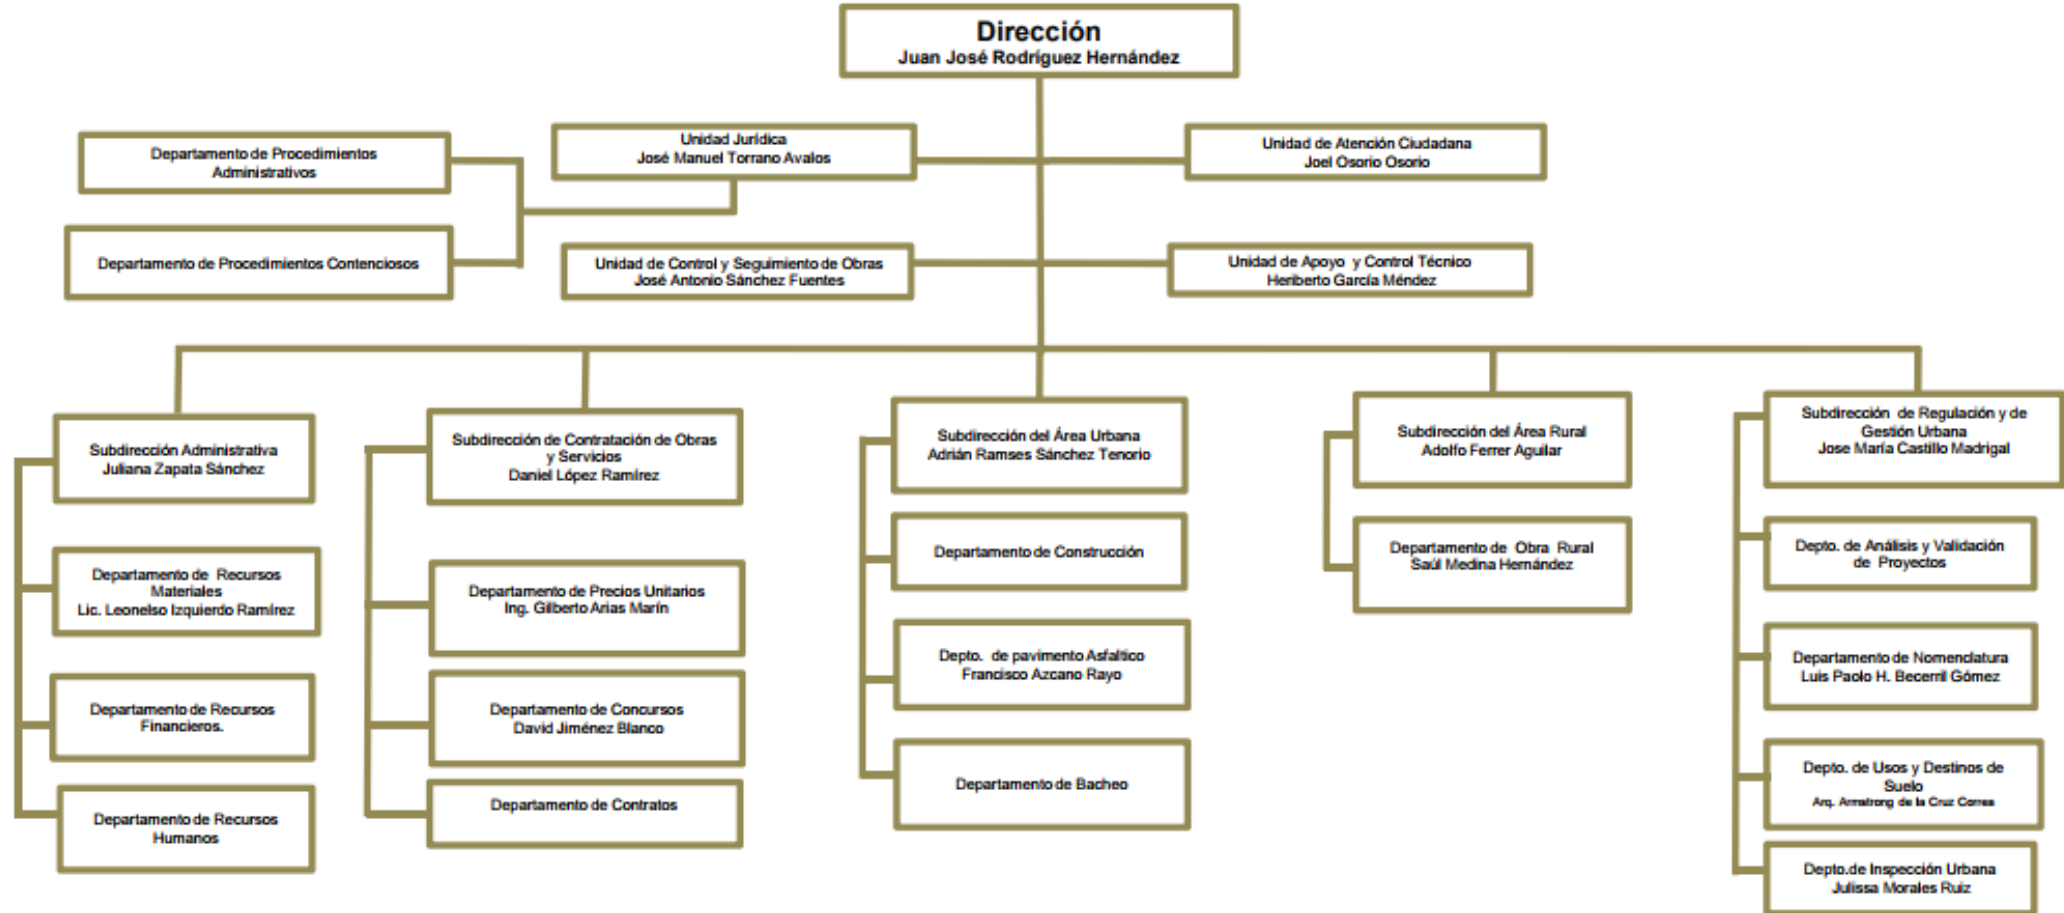 Dirección
Juan José Rodríguez Hernández
Departamento de Procedimientos
Administrativos
Unidad Jurídica
José Manuel Torrano Avalos
Unidad de Atención Ciudadana
Joel Osorio Osorio
Departamento de Procedimientos Contenciosos
Unidad de Control y Seguimiento de Obras
José Antonio Sánchez Fuentes
Unidad de Apoyo y Control Técnico
Heriberto García Méndez
Subdirección Administrativa
Juliana Zapata Sánchez
Departamento de Recursos
Materiales
Lic. Leonelso Izquierdo Ramírez
Departamento de Recursos
Financieros.
Departamento de Recursos
Humanos
Subdirección de Contratación de Obras
y Servicios
Daniel López Ramírez
Departamento de Precios Unitarios
Ing. Gilberto Arias Marín
Departamento de Concursos
David Jiménez Blanco
Departamento de Contratos
Subdirección del Área Urbana
Adrián Ramses Sánchez Tenorio
Departamento de Construcción
Depto. de pavimento Asfaltico
Francisco Azcano Rayo
Departamento de Bacheo
Subdirección del Área Rural
Adolfo Ferrer Aguilar
Departamento de Obra Rural
Saúl Medina Hernández
Subdirección de Regulación y de
Gestión Urbana
Jose María Castillo Madrigal
Depto. de Análisis y Validación
de Proyectos
Departamento de Nomenclatura
Luis Paolo H. Becerril Gómez
Depto. de Usos y Destinos de
Suelo
Arq. Armstrong de la Cruz Correa
Depto.de Inspección Urbana
Julissa Morales Ruiz